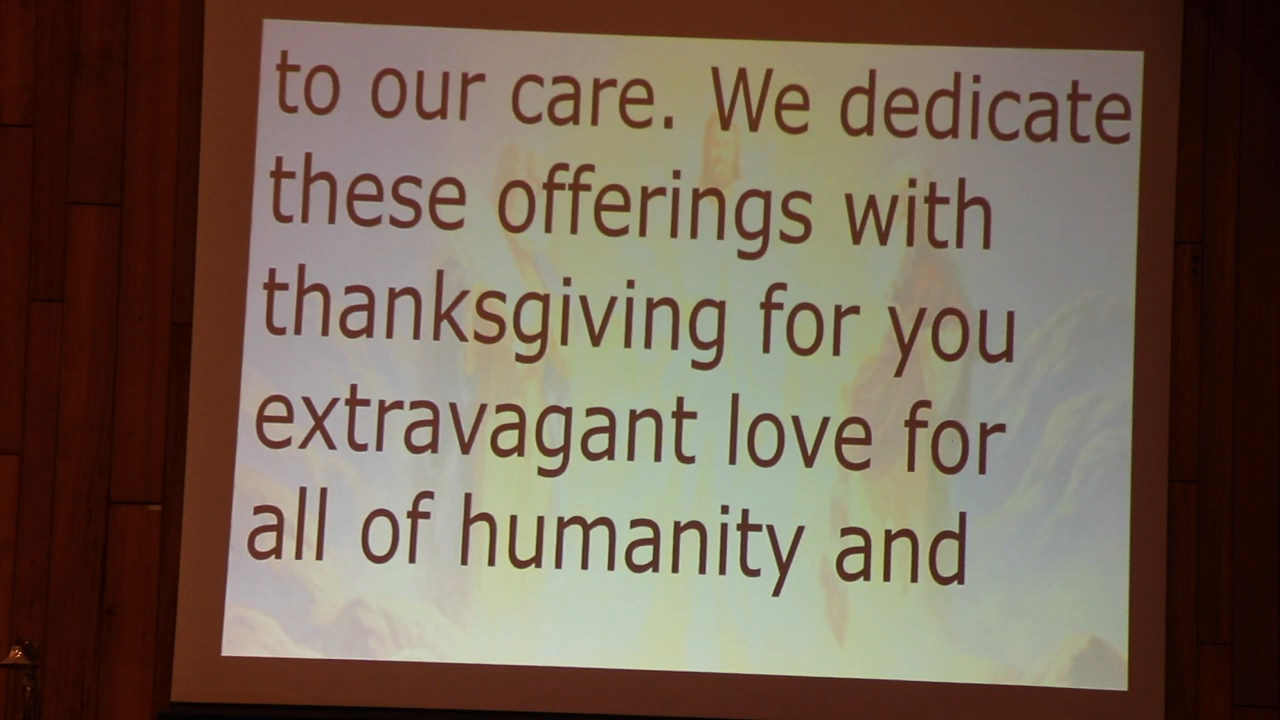 to our care. We dedicate
these offerings with
thanksgiving for you
extravagant love for
all of humanity and